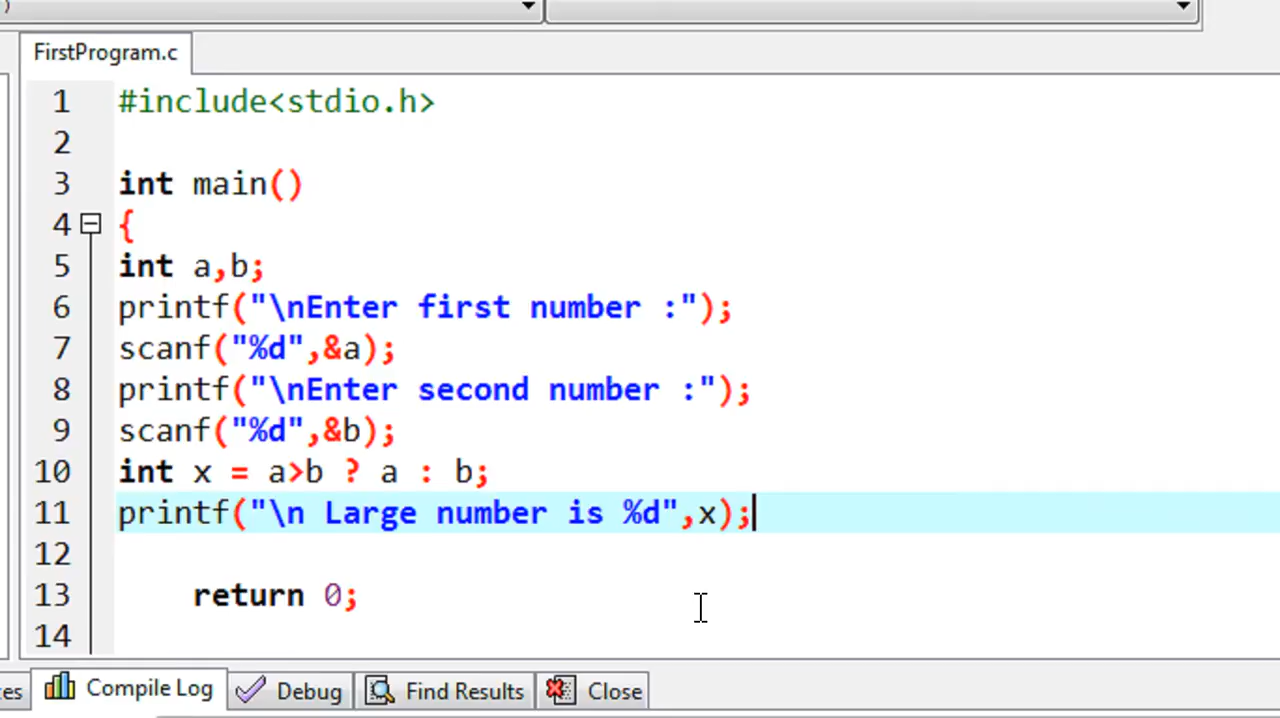 )
FirstProgram.c
1 #include<stdio.h>
2
3 int main()
4 {
5 int a,b;
6 printf("\nEnter first number :");
7 scanf("%d",&a);
8 printf("\nEnter second number :");
9 scanf("%d",&b);
10 int x = a>b ? a : b;
11 printf("\n Large number is %d",x);
12
13 return 0;
14
ces Compile Log Debug Find Results Close